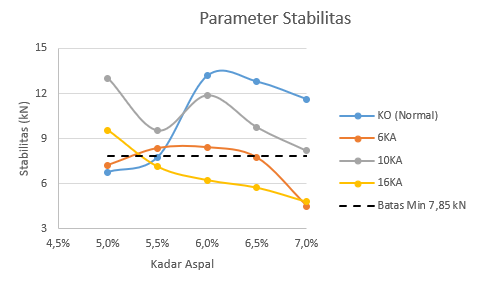 Parameter Stabilitas
15
12
9
6
3
Stabilitas (kN)
4,5%
5,0%
5,5%
6,0%
6,5%
7,0%
Kadar Aspal
KO (Normal)
6KA
10KA
16KA
Batas Min 7,85 kN